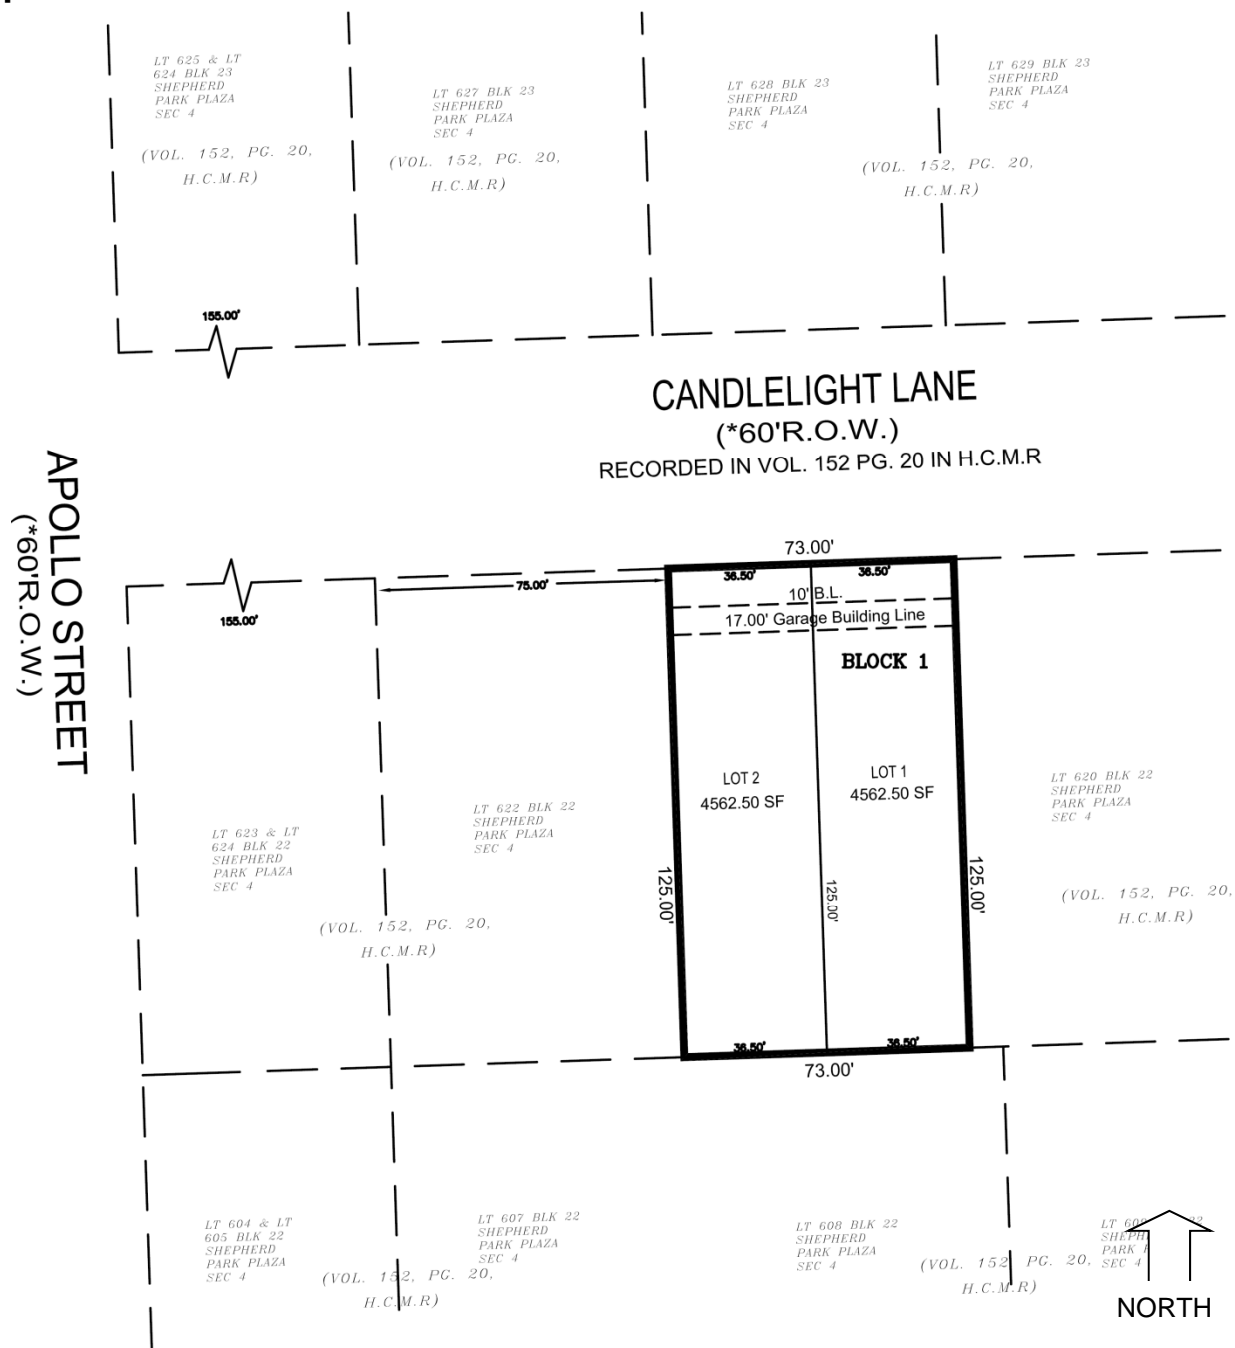 LT 625 & LT
624 BLK 23
SHEPHERD
PARK PLAZA
SEC 4
(VOL. 152, PG. 20,
H.C.M.R)
LT 627 BLK 23
SHEPHERD
PARK PLAZA
SEC 4
(VOL. 152, PG. 20,
H.C.M.R)
LT 628 BLK 23
SHEPHERD
PARK PLAZA
SEC 4
LT 629 BLK 23
SHEPHERD
PARK PLAZA
SEC 4
(VOL. 152, PG. 20,
H.C.M.R)
155.00'
CANDLELIGHT LANE
(*60'R.O.W.)
RECORDED IN VOL. 152 PG. 20 IN H.C.M.R
APOLLO STREET
(*60'R.O.W.)
73.00'
36.50'
36.50'
75.00'
10' B.L.
155.00'
17.00' Garage Building Line
BLOCK 1
LOT 2
4562.50 SF
LOT 1
4562.50 SF
LT 620 BLK 22
SHEPHERD
PARK PLAZA
SEC 4
LT 622 BLK 22
SHEPHERD
PARK PLAZA
SEC 4
LT 623 & LT
624 BLK 22
SHEPHERD
PARK PLAZA
SEC 4
125.00'
125.00'
125.00'
(VOL. 152, PG. 20,
H.C.M.R)
(VOL. 152, PG. 20,
H.C.M.R)
36.50'
36.50'
73.00'
LT 604 & LT
605 BLK 22
SHEPHERD
PARK PLAZA
SEC 4
(VOL. 152, PG. 20,
H.C.M.R)
LT 607 BLK 22
SHEPHERD
PARK PLAZA
SEC 4
LT 608 BLK 22
SHEPHERD
PARK PLAZA
SEC 4
(VOL. 152, PG. 20,
H.C.M.R)
LT 22
PARK
SEC 4
NORTH